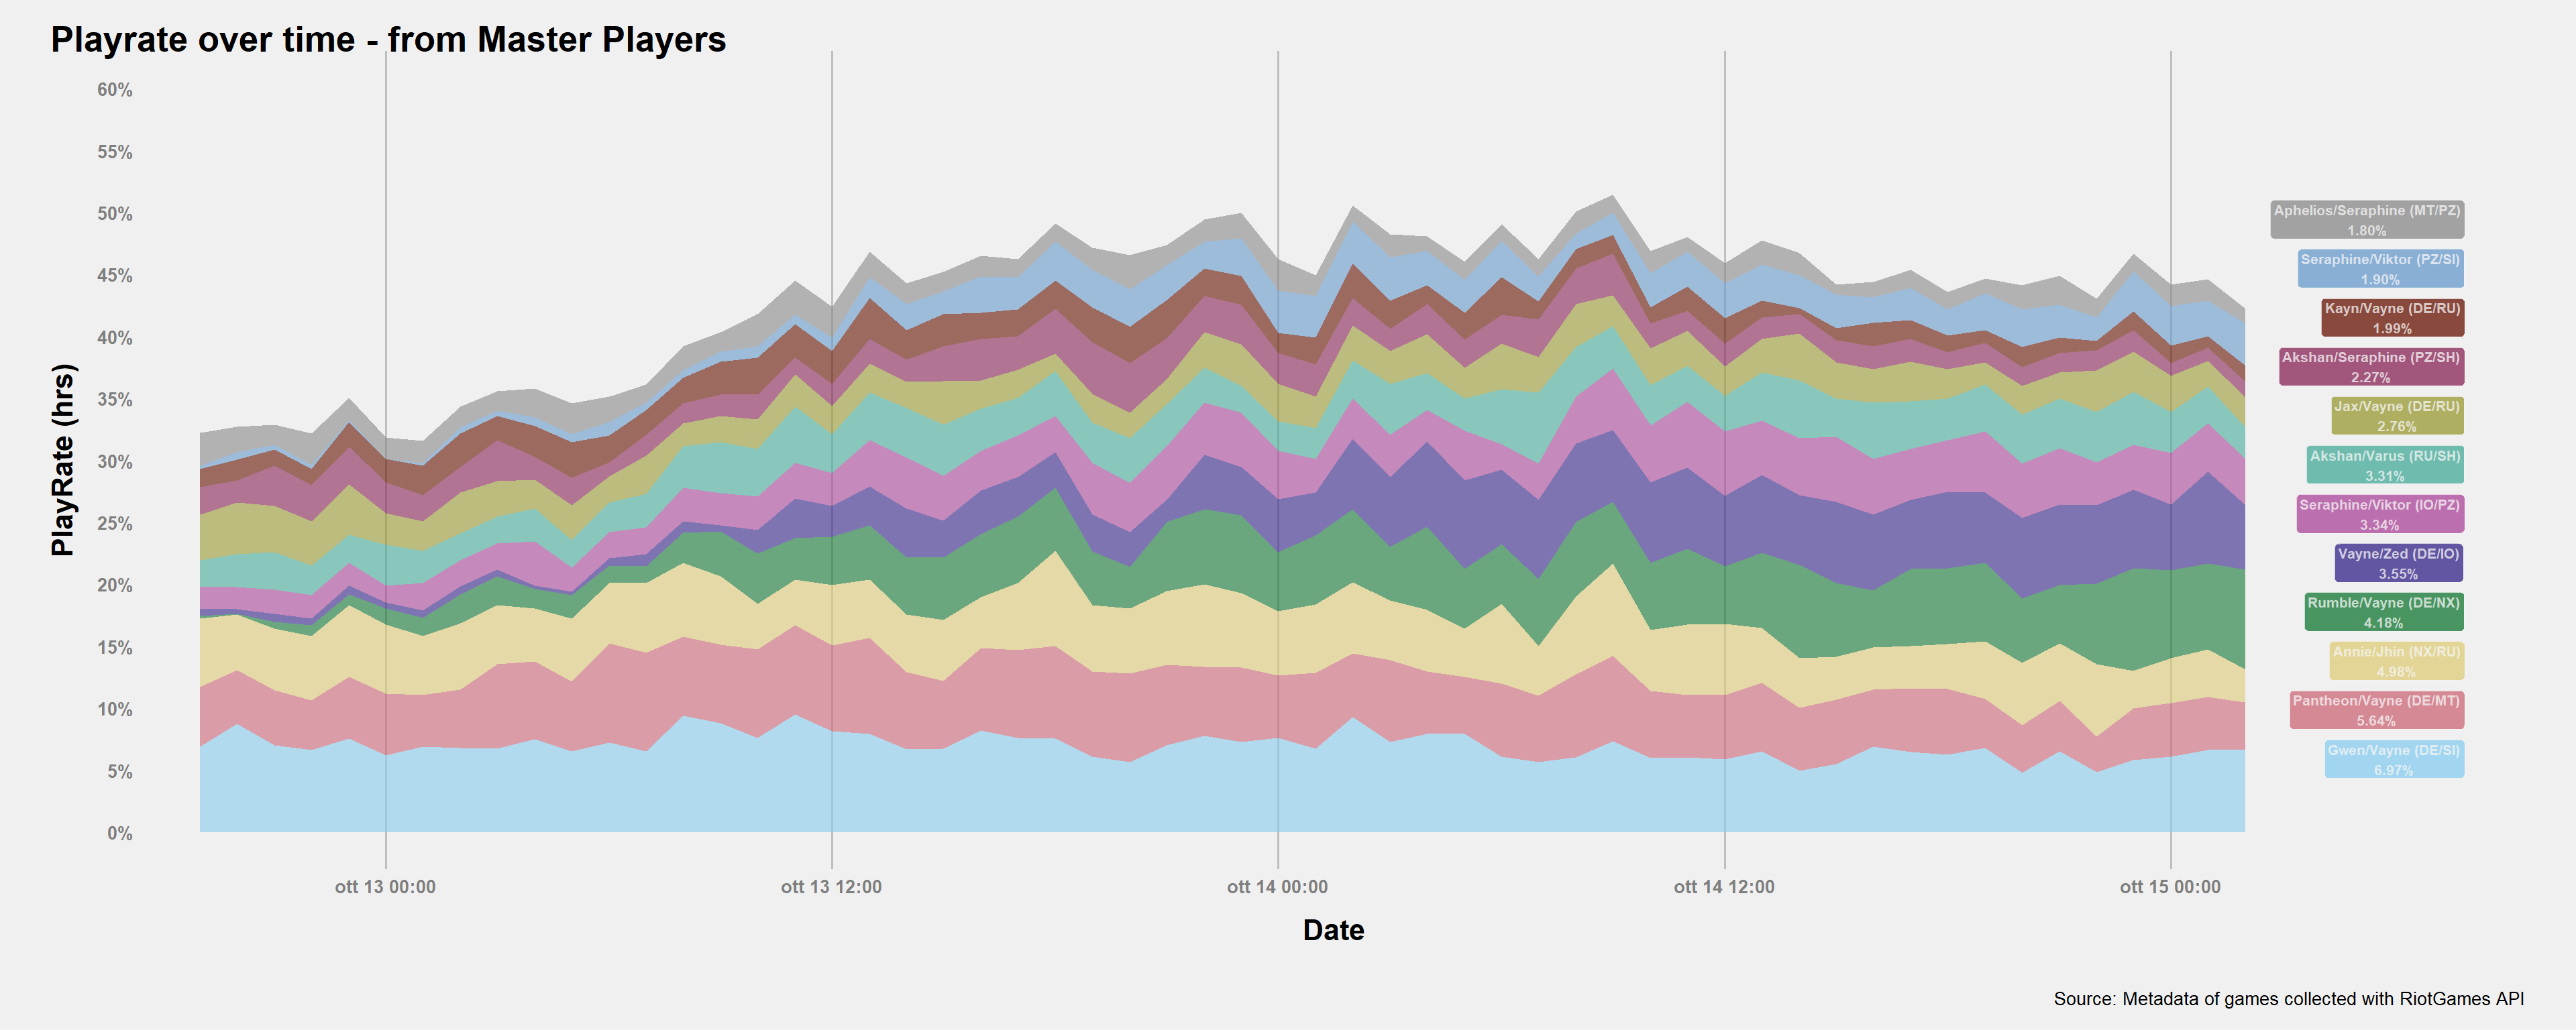 Playrate over time - from Master Players
PlayRate (hrs)
60%
55%
50%
45%
40%
35%
30%
25%
20%
15%
10%
5%
0%
Aphelios/Seraphine (MT/PZ)
1.80%
Seraphine/Viktor (PZ/SI)
1.90%
Kayn/Vayne (DE/RU)
1.99%
Akshan/Seraphine (PZ/SH)
2.27%
Jax/Vayne (DE/RU)
2.76%
Akshan/Varus (RU/SH)
3.31%
Seraphine/Viktor (IO/PZ)
3.34%
Vayne/Zed (DE/IO)
3.55%
Rumble/Vayne (DE/NX)
4.18%
Annie/Jhin (NX/RU)
4.98%
Pantheon/Vayne (DE/MT)
5.64%
Gwen/Vayne (DE/SI)
6.97%
ott 13 00:00
ott 13 12:00
ott 14 00:00
ott 14 12:00
ott 15 00:00
Date
Source: Metadata of games collected with RiotGames API